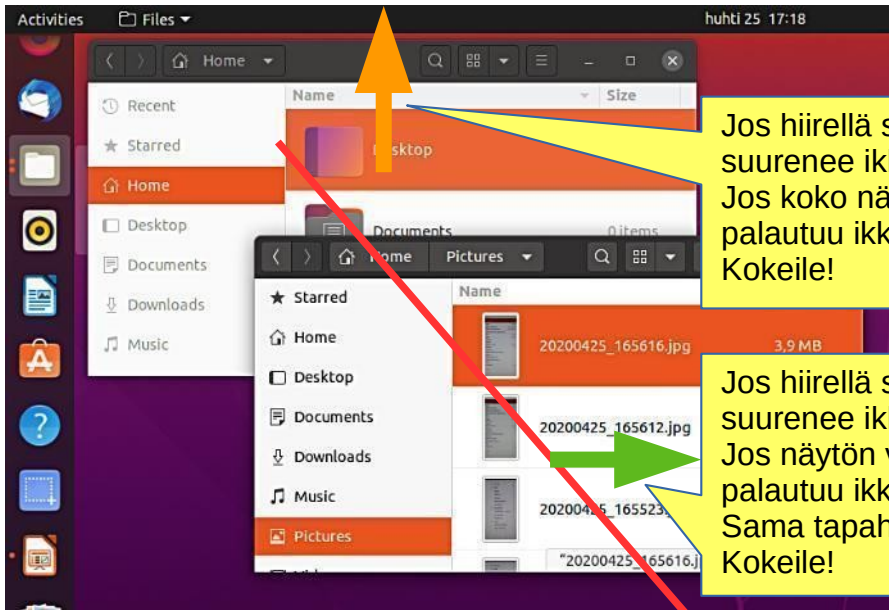 Activities Files huhti 25 17:18
Home
Name Size
Recent
Starred
Home
Desktop
Documents
Downloads
Music
Desktop
Documents 0 items
Home Pictures
Name
Starred
Home
Desktop
Documents
Downloads
Music
Pictures
20200425_165616.jpg 3,9 MB
20200425_165612.jpg
20200425_165523
"20200425_165616.j
Jos hiirellä s
suurenee ik
Jos koko nä
palautuu ikk
Kokeile!
Jos hiirellä s
suurenee ik
Jos näytön v
palautuu ikk
Sama tapah
Kokeile!